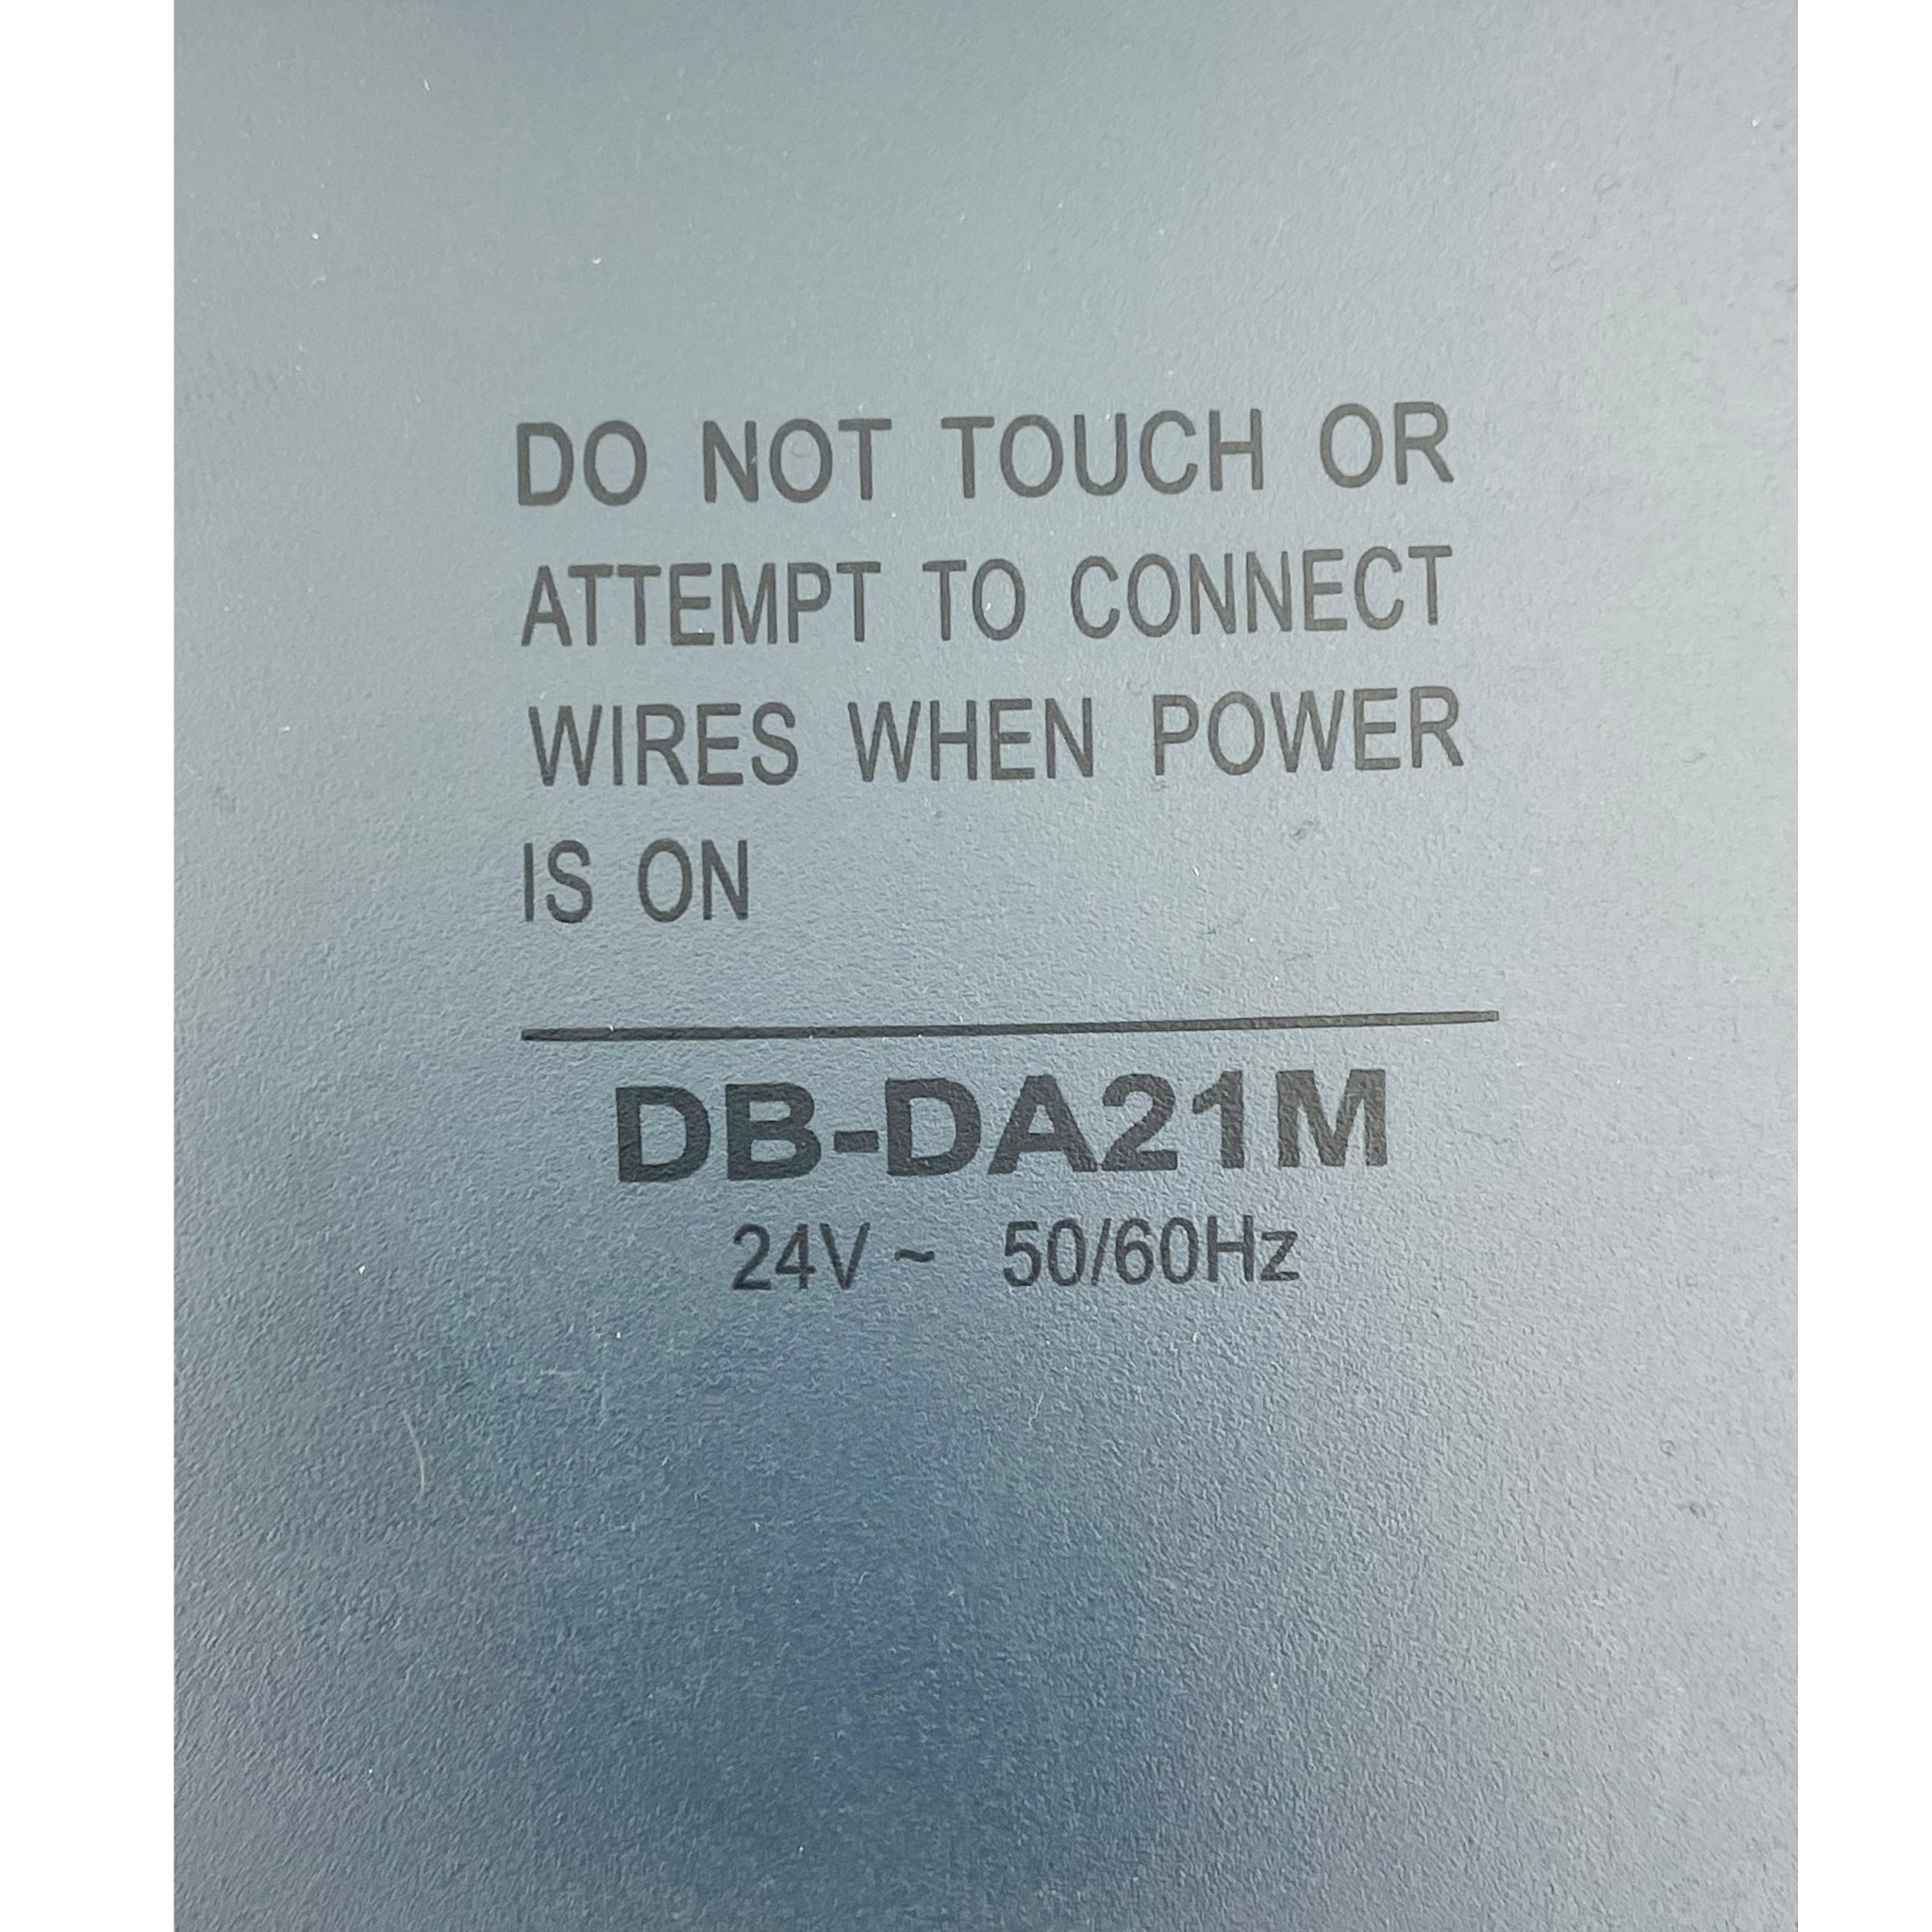 DO NOT TOUCH OR
ATTEMPT TO CONNECT
WIRES WHEN POWER
IS ON
DB-DA21M
24V ~ 50/60Hz